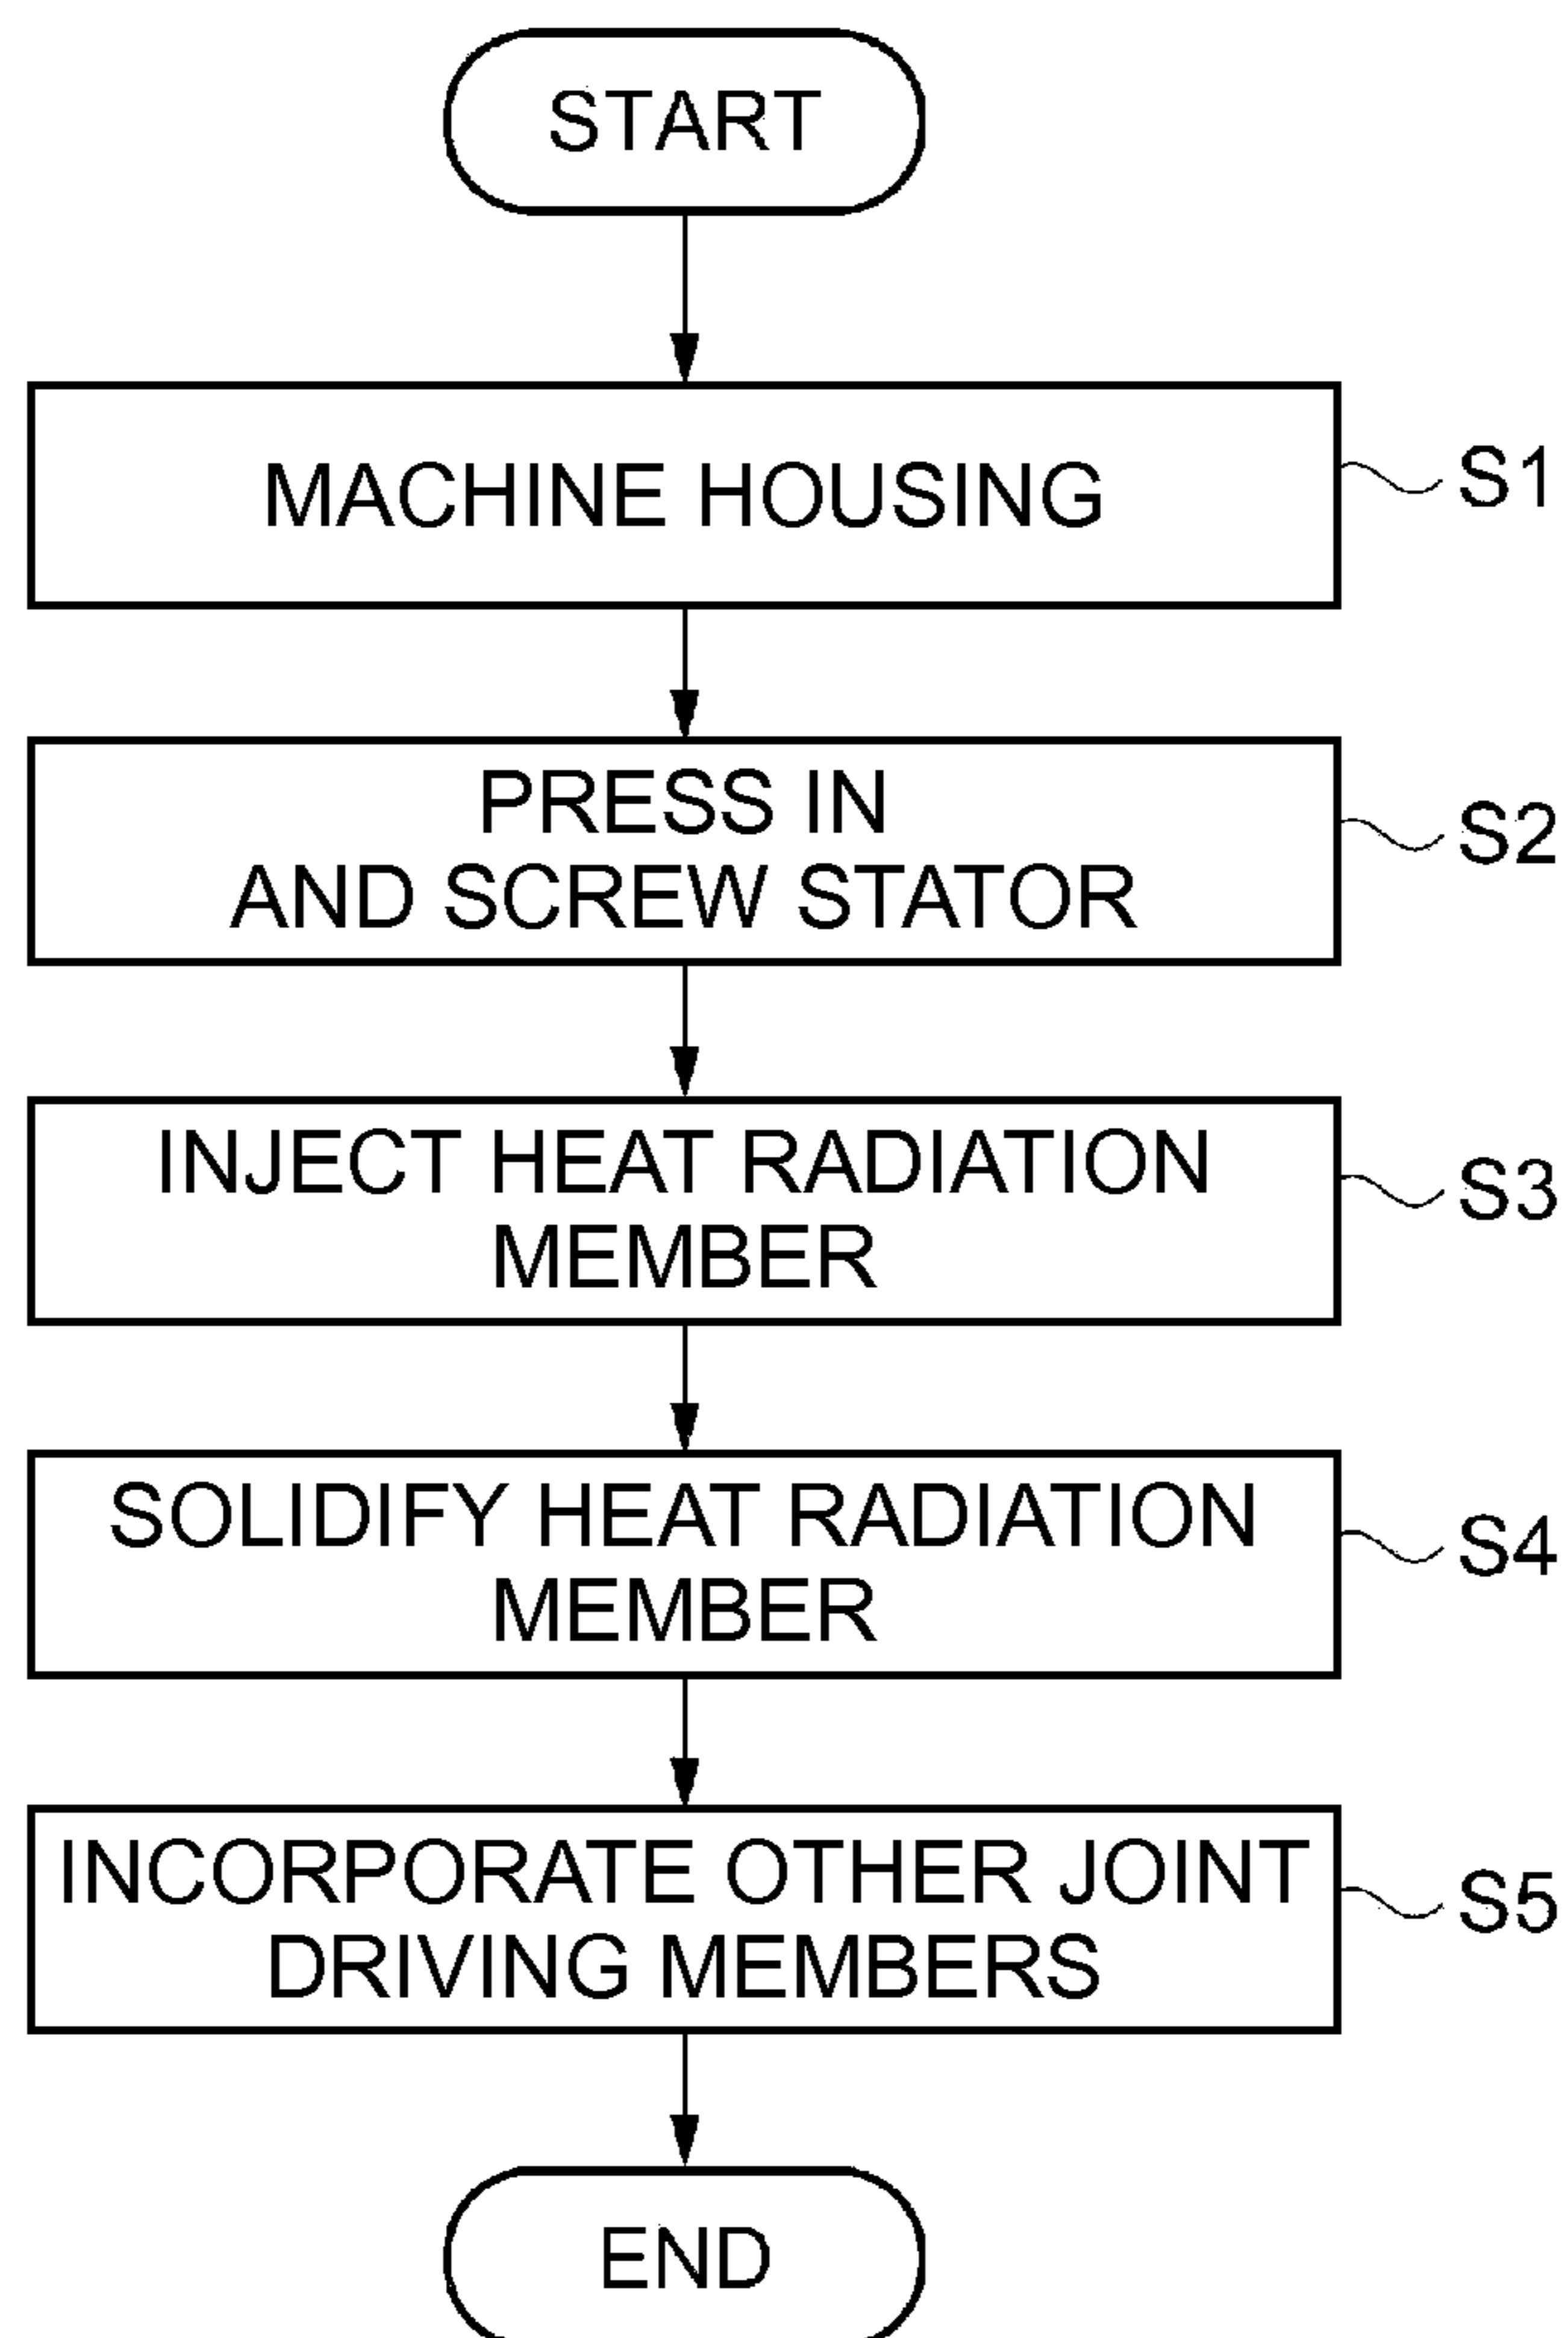 START
MACHINE HOUSING
S1
PRESS IN
AND SCREW STATOR
S2
INJECT HEAT RADIATION
MEMBER
S3
SOLIDIFY HEAT RADIATION
MEMBER
S4
INCORPORATE OTHER JOINT
DRIVING MEMBERS
S5
END